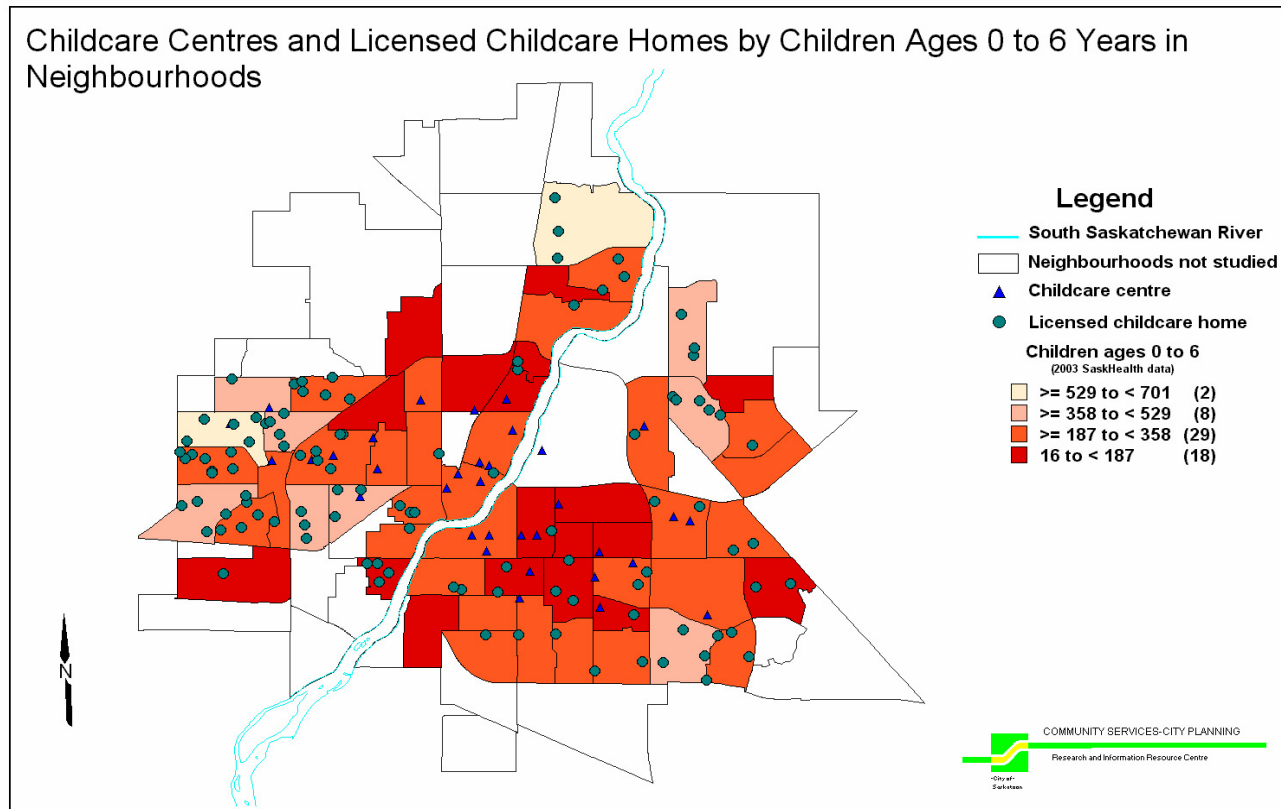 Childcare Centres and Licensed Childcare Homes by Children Ages 0 to 6 Years in
Neighbourhoods
Legend
South Saskatchewan River
Neighbourhoods not studied
Childcare centre
Licensed childcare home
Children ages 0 to 6
(2003 SaskHealth data)
>= 529 to < 701 (2)
>= 358 to < 529 (8)
>= 187 to < 358 (29)
16 to < 187 (18)
N
COMMUNITY SERVICES-CITY PLANNING
Research and Information Resource Centre
-City of-
Saskatoon